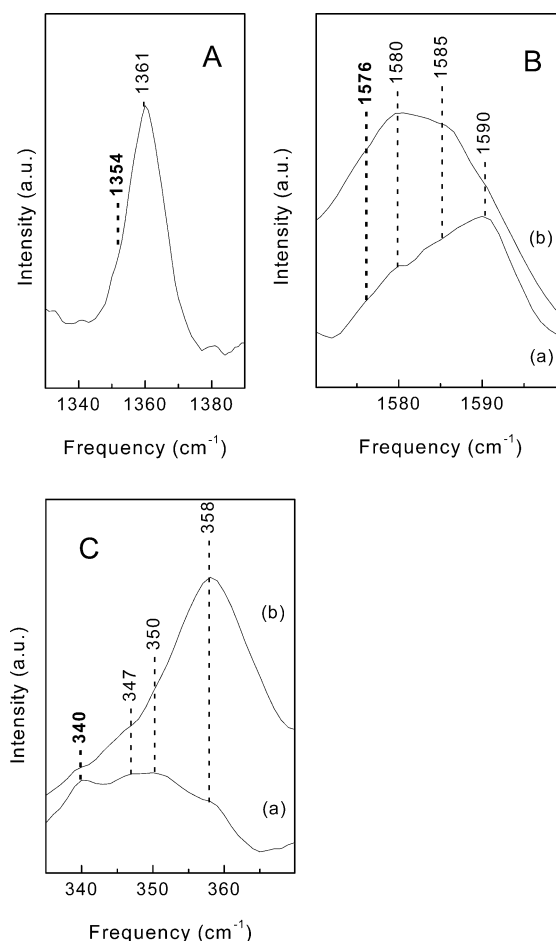 A
1361
1354
Intensity (a.u.)
1340 1360 1380
Frequency (cm-1)
B
1576
1580
1585
1590
(b)
(a)
Intensity (a.u.)
1580 1590
Frequency (cm-1)
C
358
350
347
340
(b)
(a)
Intensity (a.u.)
340 350 360
Frequency (cm-1)